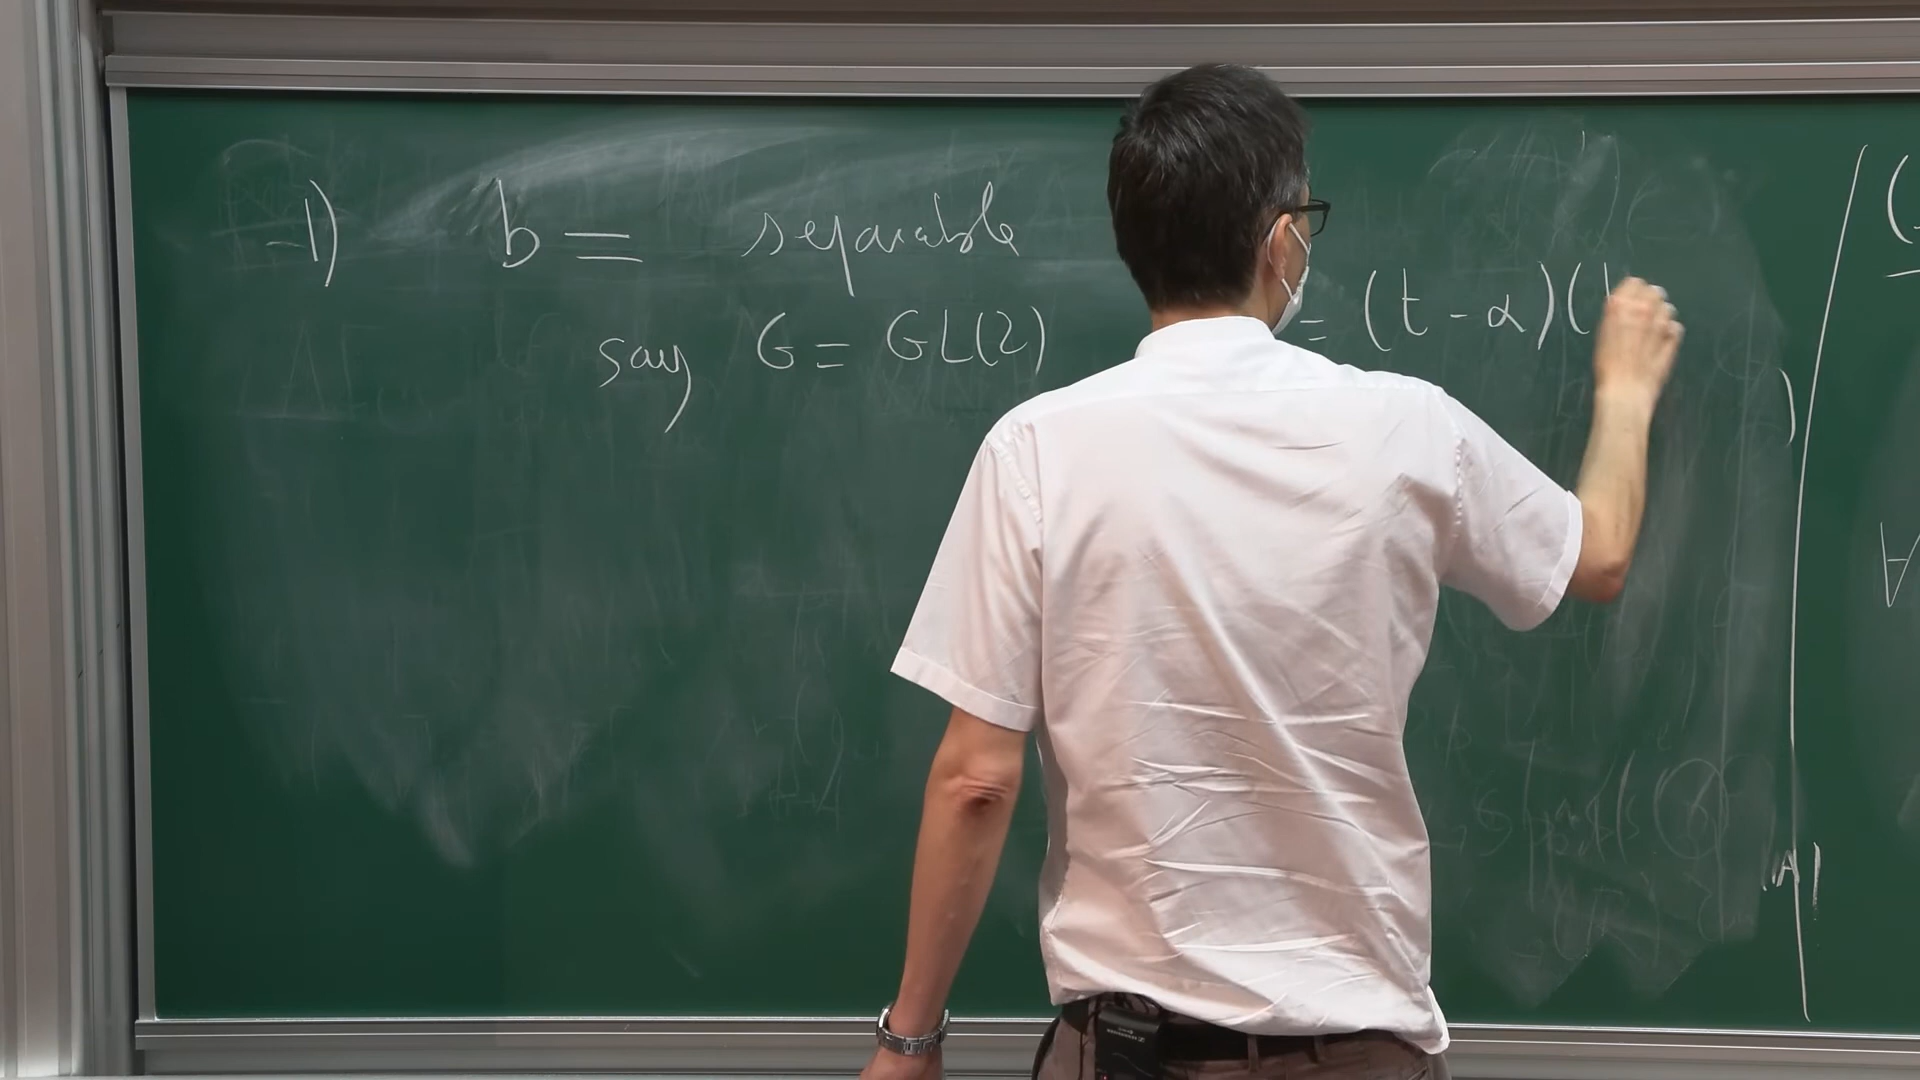 -1) b = separable
say G = GL(2) = (t - α)(